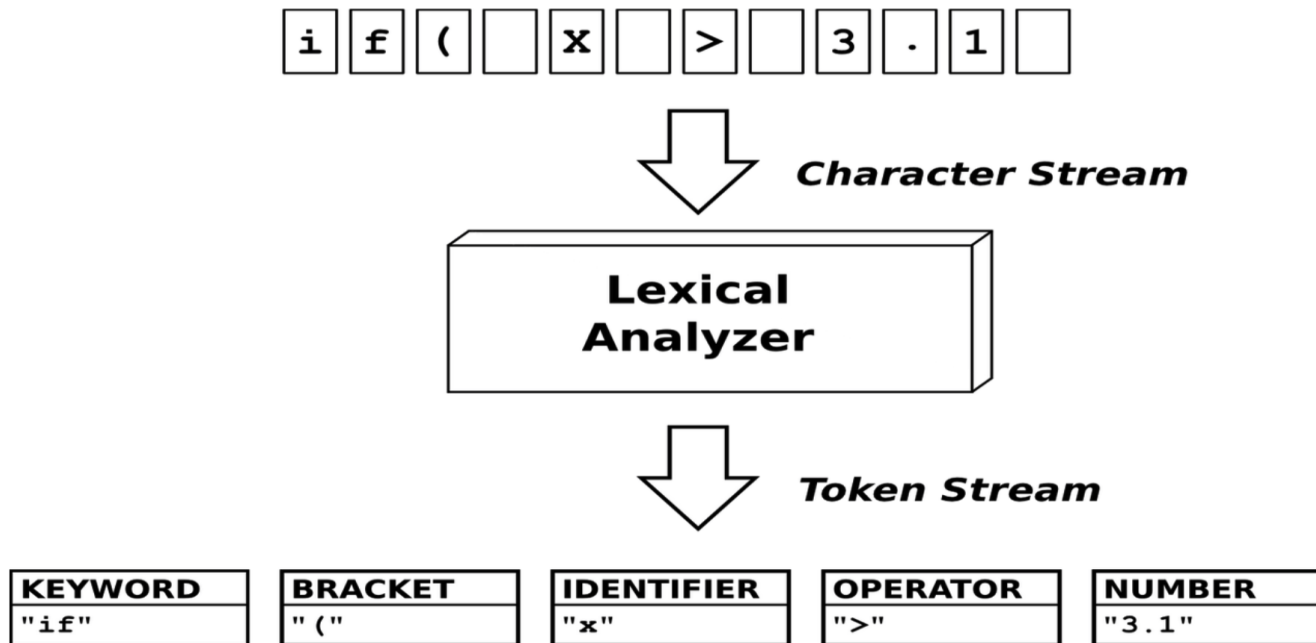 i f ( x > 3 . 1
Character Stream
Lexical
Analyzer
Token Stream
KEYWORD BRACKET IDENTIFIER OPERATOR NUMBER
"if" "(" "x" ">" "3.1"